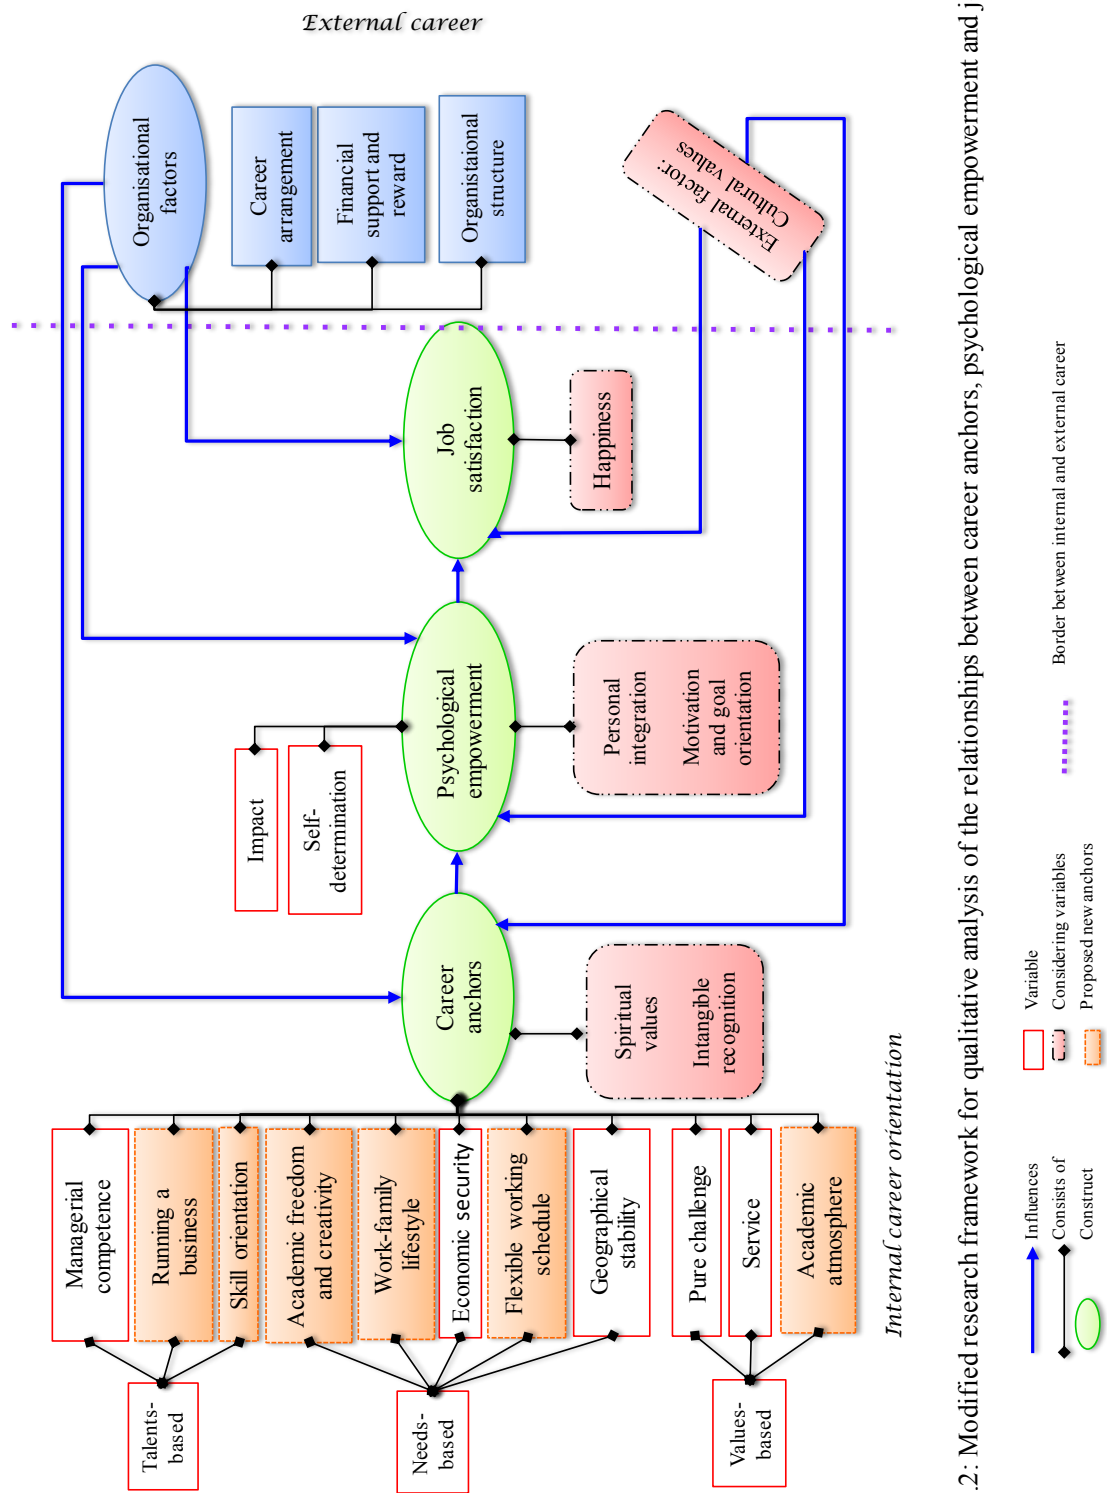 External career
Organisational
factors
Career
arrangement
Financial
support and
reward
Organistaional
structure
External factor:
Cultural values
Job
satisfaction
Happiness
Psychological
empowerment
Impact
Self-
determination
Personal
integration
Motivation
and goal
orientation
Career
anchors
Spiritual
values
Intangible
recognition
Managerial
competence
Running a
business
Skill orientation
Academic freedom
and creativity
Work-family
lifestyle
Economic security
Flexible working
schedule
Geographical
stability
Pure challenge
Service
Academic
atmosphere
Talents-
based
Needs-
based
Values-
based
Internal career orientation
.2: Modified research framework for qualitative analysis of the relationships between career anchors, psychological empowerment and j
Influences
Consists of
Construct
Variable
Considering variables
Proposed new anchors
Border between internal and external career